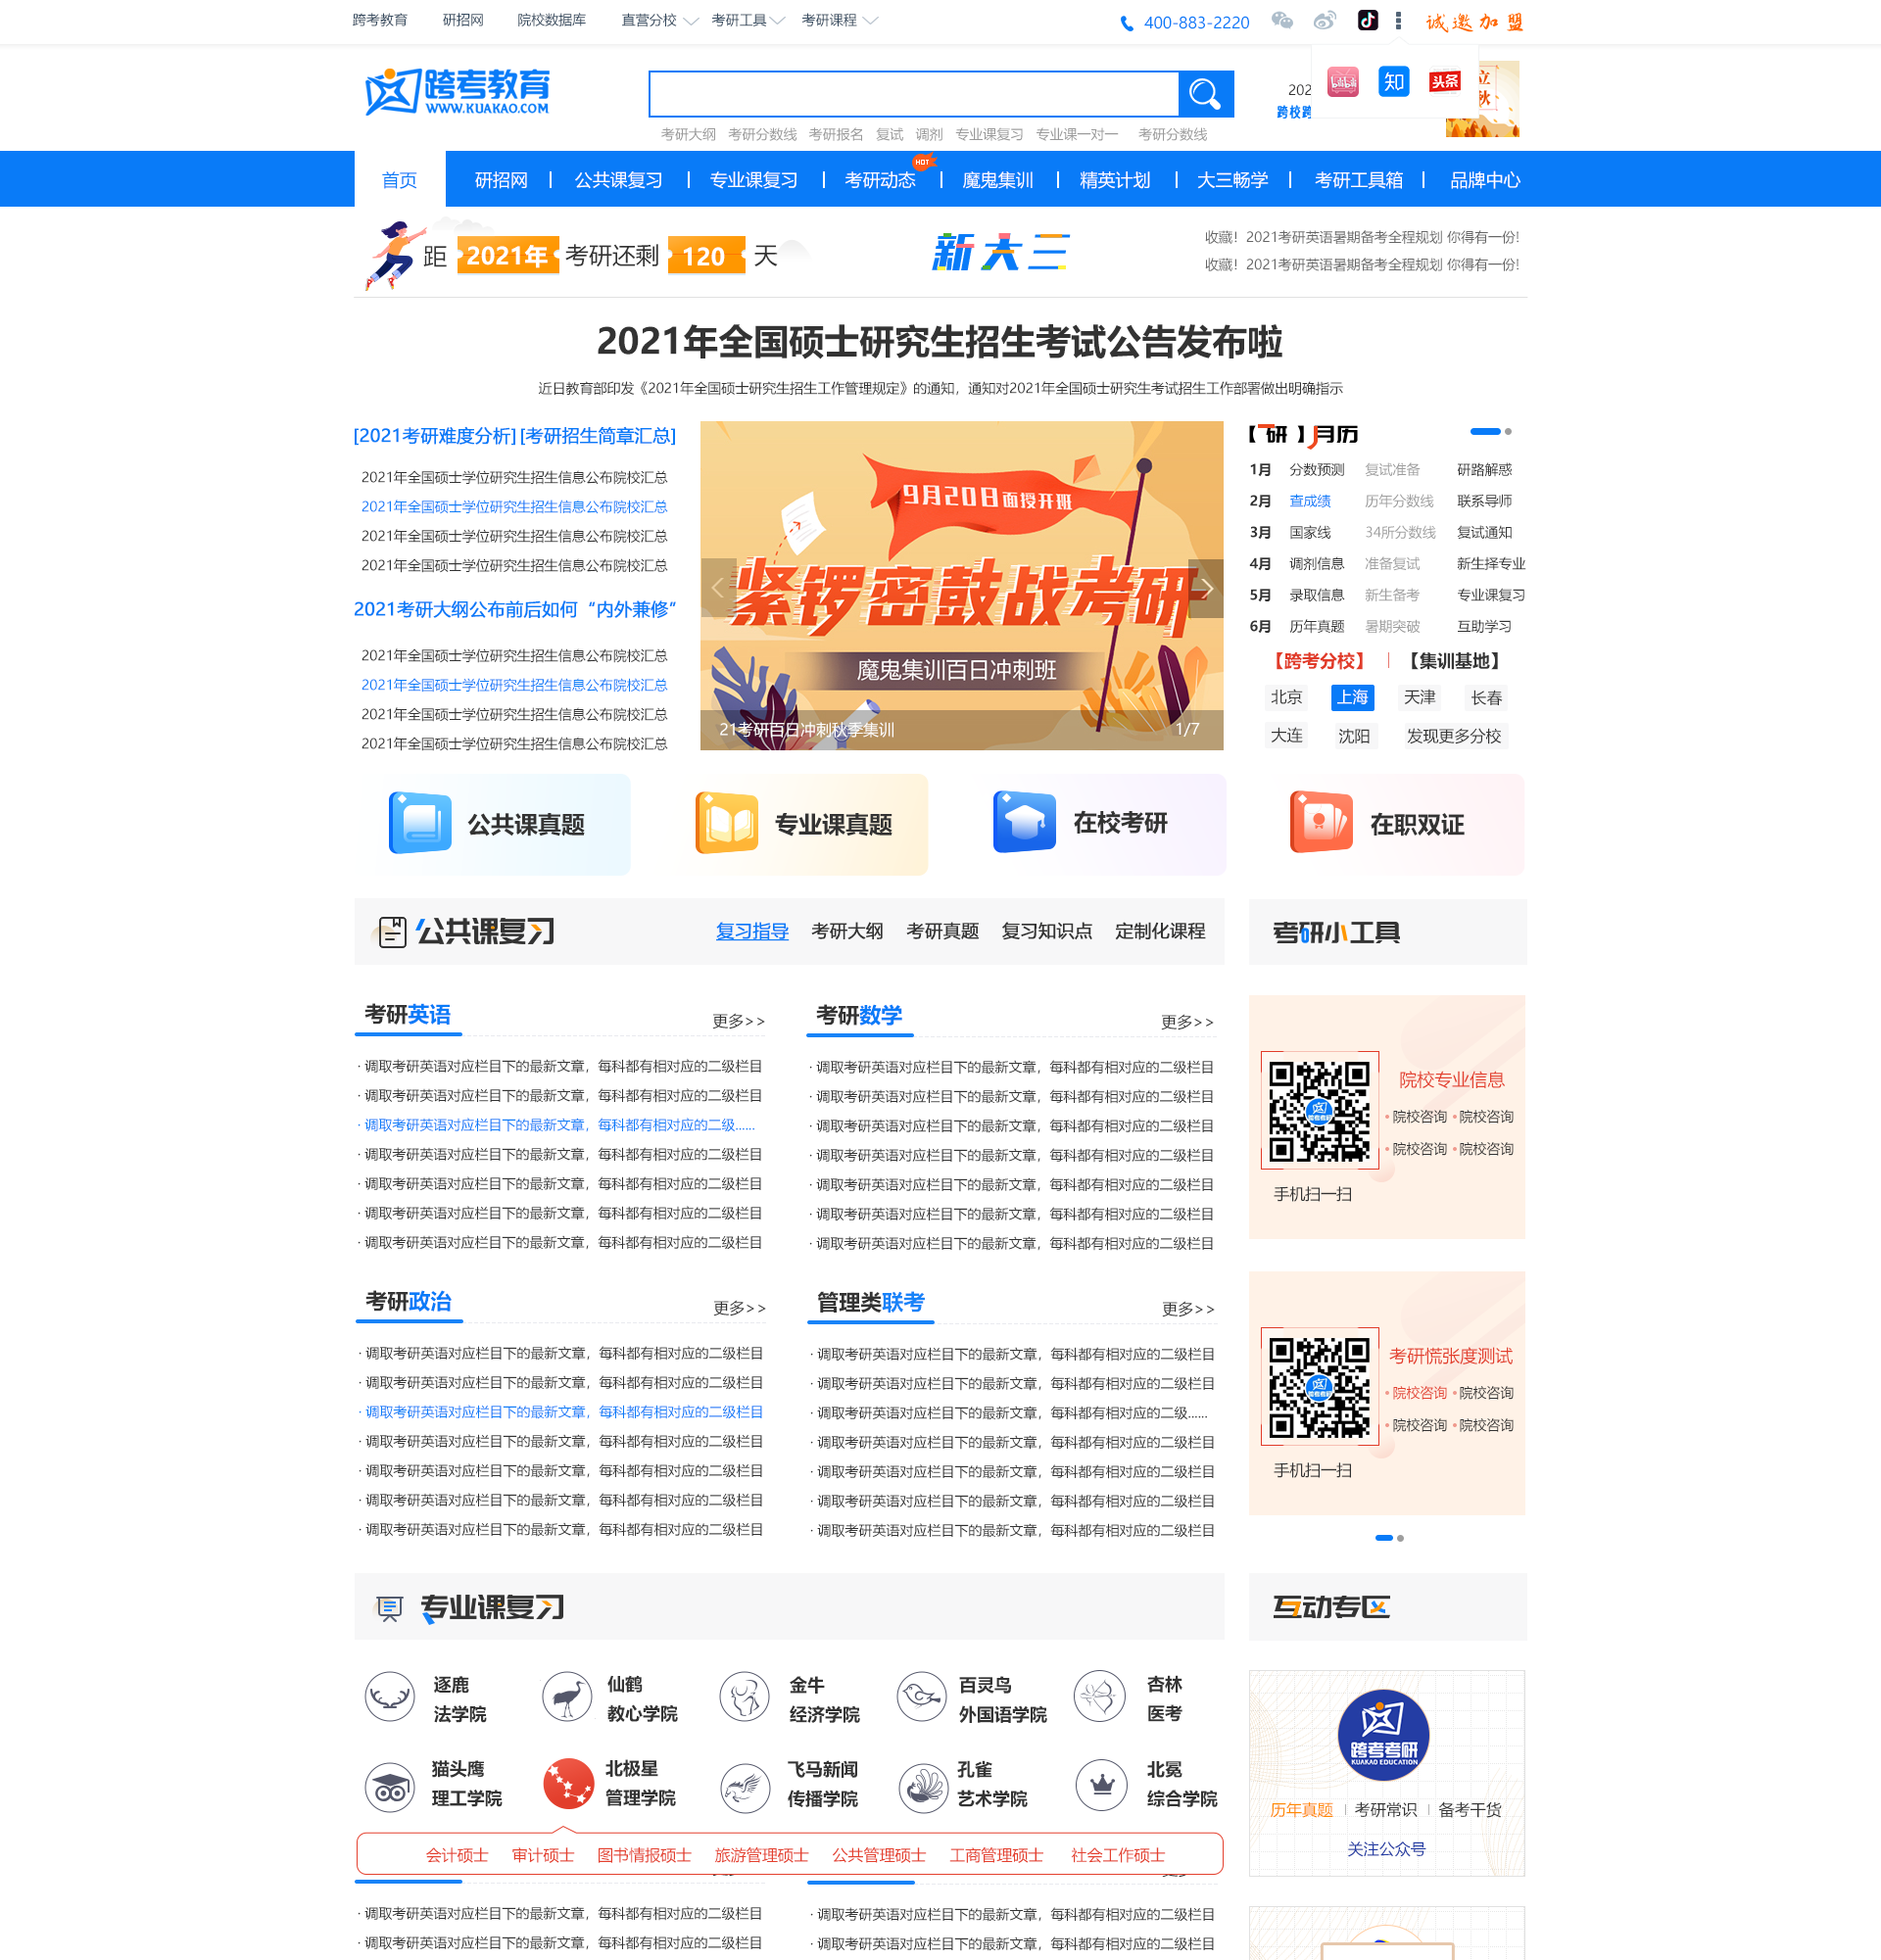 跨考教育 研招网 院校数据库 直营分校 考研工具 考研课程 400-883-2220 诚邀加盟
跨考教育
WWW.KUAKAO.COM
202
跨校跨
知 头条
立秋
考研大纲 考研分数线 考研报名 复试 调剂 专业课复习 专业课一对一 考研分数线
首页 研招网 公共课复习 专业课复习 考研动态 HOT 魔鬼集训 精英计划 大三畅学 考研工具箱 品牌中心
距 2021年 考研还剩 120 天
新大三
收藏！2021考研英语暑期备考全程规划 你得有一份!
收藏！2021考研英语暑期备考全程规划 你得有一份!
2021年全国硕士研究生招生考试公告发布啦
近日教育部印发《2021年全国硕士研究生招生工作管理规定》的通知，通知对2021年全国硕士研究生考试招生工作部署做出明确指示
[2021考研难度分析] [考研招生简章汇总]
2021年全国硕士学位研究生招生信息公布院校汇总
2021年全国硕士学位研究生招生信息公布院校汇总
2021年全国硕士学位研究生招生信息公布院校汇总
2021年全国硕士学位研究生招生信息公布院校汇总
2021考研大纲公布前后如何“内外兼修”
2021年全国硕士学位研究生招生信息公布院校汇总
2021年全国硕士学位研究生招生信息公布院校汇总
2021年全国硕士学位研究生招生信息公布院校汇总
2021年全国硕士学位研究生招生信息公布院校汇总
9月20日面授开班
紧锣密鼓战考研
魔鬼集训百日冲刺班
21考研百日冲刺秋季集训 1/7
【研】月历
1月 分数预测 复试准备 研路解惑
2月 查成绩 历年分数线 联系导师
3月 国家线 34所分数线 复试通知
4月 调剂信息 准备复试 新生择专业
5月 录取信息 新生备考 专业课复习
6月 历年真题 暑期突破 互助学习
【跨考分校】 【集训基地】
北京 上海 天津 长春
大连 沈阳 发现更多分校
公共课真题 专业课真题 在校考研 在职双证
公共课复习 复习指导 考研大纲 考研真题 复习知识点 定制化课程
考研小工具
考研英语 更多>>
· 调取考研英语对应栏目下的最新文章，每科都有相对应的二级栏目
· 调取考研英语对应栏目下的最新文章，每科都有相对应的二级栏目
· 调取考研英语对应栏目下的最新文章，每科都有相对应的二级......
· 调取考研英语对应栏目下的最新文章，每科都有相对应的二级栏目
· 调取考研英语对应栏目下的最新文章，每科都有相对应的二级栏目
· 调取考研英语对应栏目下的最新文章，每科都有相对应的二级栏目
· 调取考研英语对应栏目下的最新文章，每科都有相对应的二级栏目
考研数学 更多>>
· 调取考研英语对应栏目下的最新文章，每科都有相对应的二级栏目
· 调取考研英语对应栏目下的最新文章，每科都有相对应的二级栏目
· 调取考研英语对应栏目下的最新文章，每科都有相对应的二级栏目
· 调取考研英语对应栏目下的最新文章，每科都有相对应的二级栏目
· 调取考研英语对应栏目下的最新文章，每科都有相对应的二级栏目
· 调取考研英语对应栏目下的最新文章，每科都有相对应的二级栏目
· 调取考研英语对应栏目下的最新文章，每科都有相对应的二级栏目
院校专业信息
院校咨询 院校咨询
院校咨询 院校咨询
手机扫一扫
考研政治 更多>>
· 调取考研英语对应栏目下的最新文章，每科都有相对应的二级栏目
· 调取考研英语对应栏目下的最新文章，每科都有相对应的二级栏目
· 调取考研英语对应栏目下的最新文章，每科都有相对应的二级栏目
· 调取考研英语对应栏目下的最新文章，每科都有相对应的二级栏目
· 调取考研英语对应栏目下的最新文章，每科都有相对应的二级栏目
· 调取考研英语对应栏目下的最新文章，每科都有相对应的二级栏目
· 调取考研英语对应栏目下的最新文章，每科都有相对应的二级栏目
管理类联考 更多>>
· 调取考研英语对应栏目下的最新文章，每科都有相对应的二级栏目
· 调取考研英语对应栏目下的最新文章，每科都有相对应的二级栏目
· 调取考研英语对应栏目下的最新文章，每科都有相对应的二级......
· 调取考研英语对应栏目下的最新文章，每科都有相对应的二级栏目
· 调取考研英语对应栏目下的最新文章，每科都有相对应的二级栏目
· 调取考研英语对应栏目下的最新文章，每科都有相对应的二级栏目
· 调取考研英语对应栏目下的最新文章，每科都有相对应的二级栏目
考研慌张度测试
院校咨询 院校咨询
院校咨询 院校咨询
手机扫一扫
专业课复习
互动专区
逐鹿 仙鹤 金牛 百灵鸟 杏林
法学院 教心学院 经济学院 外国语学院 医考
猫头鹰 北极星 飞马新闻 孔雀 北冕
理工学院 管理学院 传播学院 艺术学院 综合学院
会计硕士 审计硕士 图书情报硕士 旅游管理硕士 公共管理硕士 工商管理硕士 社会工作硕士
跨考考研
KUAKAO EDUCATION
历年真题 考研常识 备考干货
关注公众号
· 调取考研英语对应栏目下的最新文章，每科都有相对应的二级栏目
· 调取考研英语对应栏目下的最新文章，每科都有相对应的二级栏目
· 调取考研英语对应栏目下的最新文章，每科都有相对应的二级栏目
· 调取考研英语对应栏目下的最新文章，每科都有相对应的二级栏目